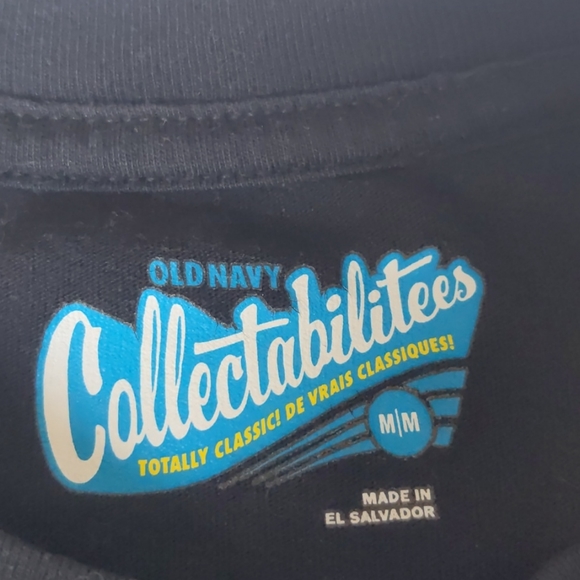 OLD NAVY
Collectabilitees
TOTALLY CLASSIC! DE VRAIS CLASSIQUES!
M|M
MADE IN
EL SALVADOR